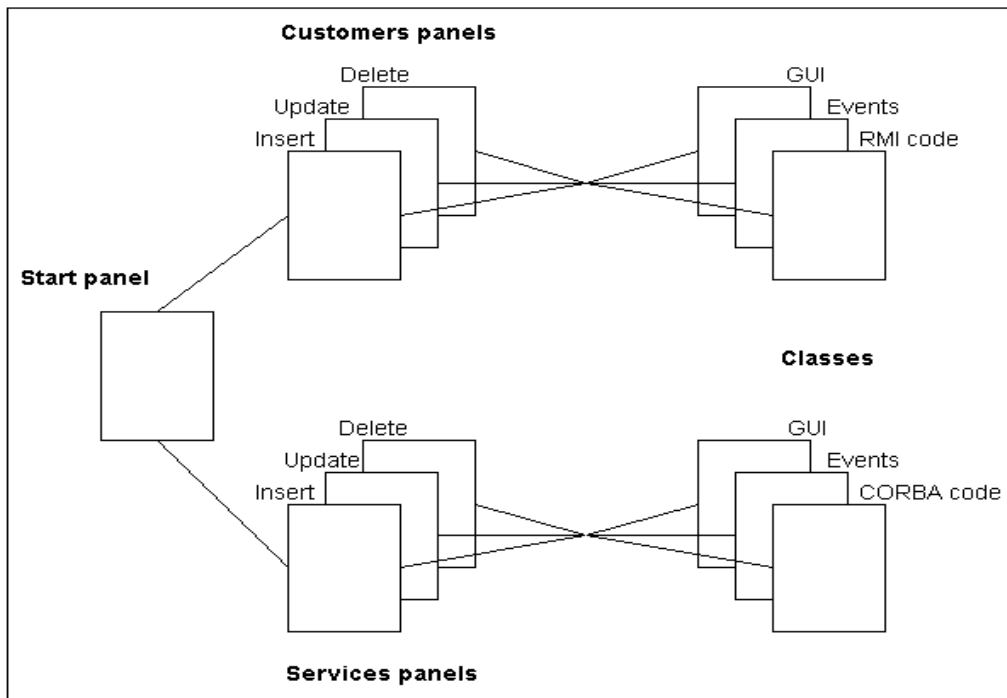 Customers panels
Delete
GUI
Update
Events
Insert
RMI code
Start panel
Classes
Delete
GUI
Update
Events
Insert
CORBA code
Services panels